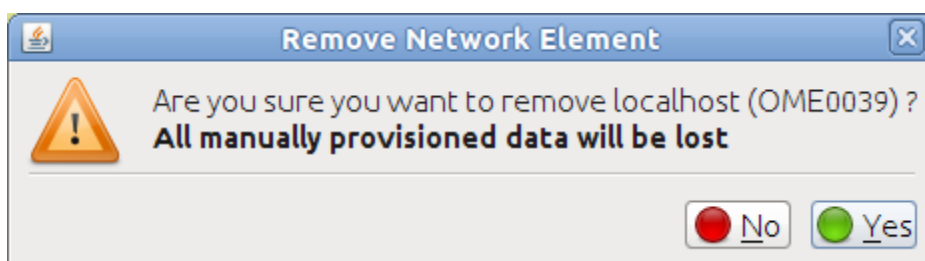 Remove Network Element
Are you sure you want to remove localhost (OME0039) ?
All manually provisioned data will be lost
No Yes